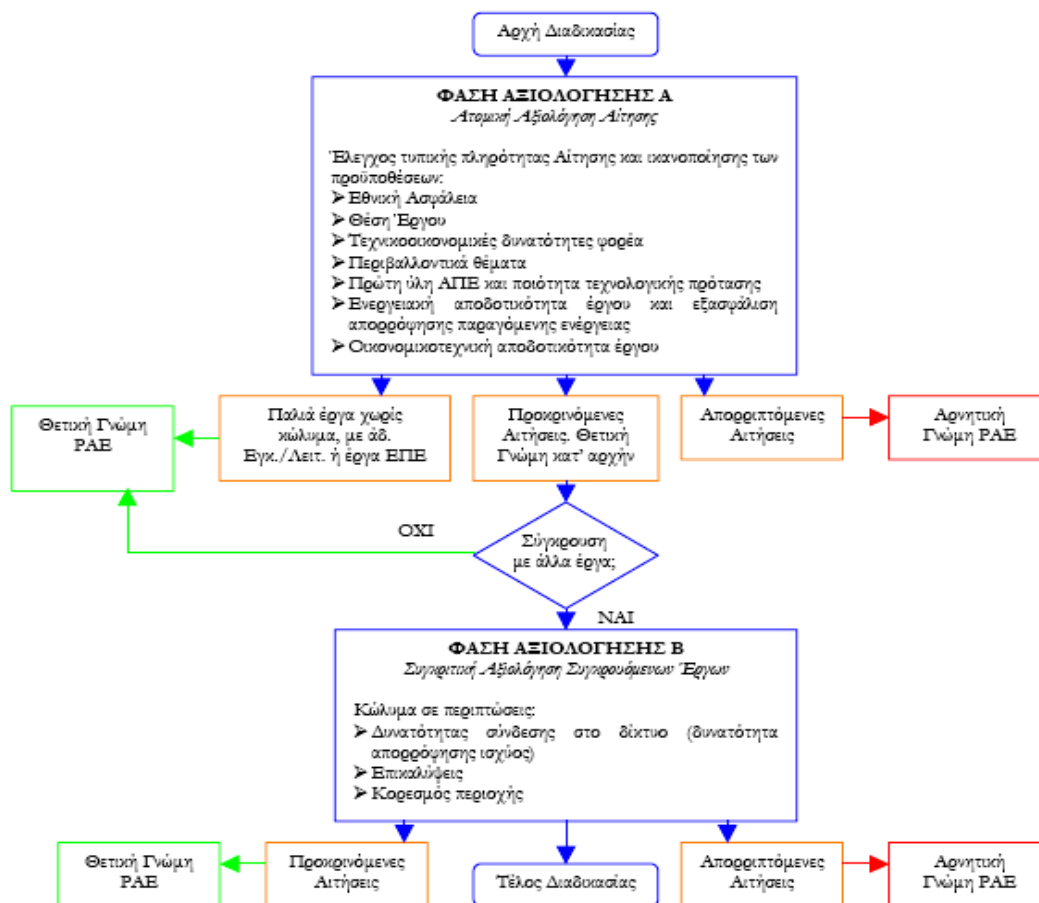 Αρχή Διαδικασίας
ΦΑΣΗ ΑΞΙΟΛΟΓΗΣΗΣ Α
Ατομική Αξιολόγηση Αίτησης
Έλεγχος τυπικής πληρότητας Αίτησης και ικανοποίησης των
προϋποθέσεων:
➢ Εθνική Ασφάλεια
➢ Θέση Έργου
➢ Τεχνικοοικονομικές δυνατότητες φορέα
➢ Περιβαλλοντικά θέματα
➢ Πρώτη ύλη ΑΠΕ και ποιότητα τεχνολογικής πρότασης
➢ Ενεργειακή αποδοτικότητα έργου και εξασφάλιση
απορρόφησης παραγόμενης ενέργειας
➢ Οικονομικοτεχνική αποδοτικότητα έργου
Θετική Γνώμη
ΡΑΕ
Παλιά έργα χωρίς
κώλυμα, με άδ.
Εγκ./Λειτ. ή έργα ΕΠΕ
Προκρινόμενες
Αιτήσεις. Θετική
Γνώμη κατ' αρχήν
Απορριπτόμενες
Αιτήσεις
Αρνητική
Γνώμη ΡΑΕ
ΟΧΙ
Σύγκρουση
με άλλα έργα;
ΝΑΙ
ΦΑΣΗ ΑΞΙΟΛΟΓΗΣΗΣ Β
Συγκριτική Αξιολόγηση Συγκρουόμενων Έργων
Κώλυμα σε περιπτώσεις:
➢ Δυνατότητας σύνδεσης στο δίκτυο (δυνατότητα
απορρόφησης ισχύος)
➢ Επικαλύψεις
➢ Κορεσμός περιοχής
Θετική Γνώμη
ΡΑΕ
Προκρινόμενες
Αιτήσεις
Τέλος Διαδικασίας
Απορριπτόμενες
Αιτήσεις
Αρνητική
Γνώμη ΡΑΕ